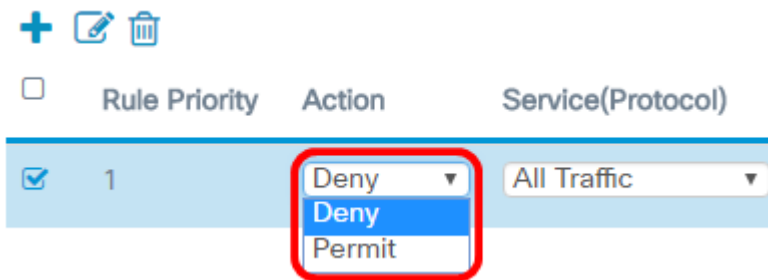 Rule Priority Action Service(Protocol)
1 Deny All Traffic
Deny
Permit